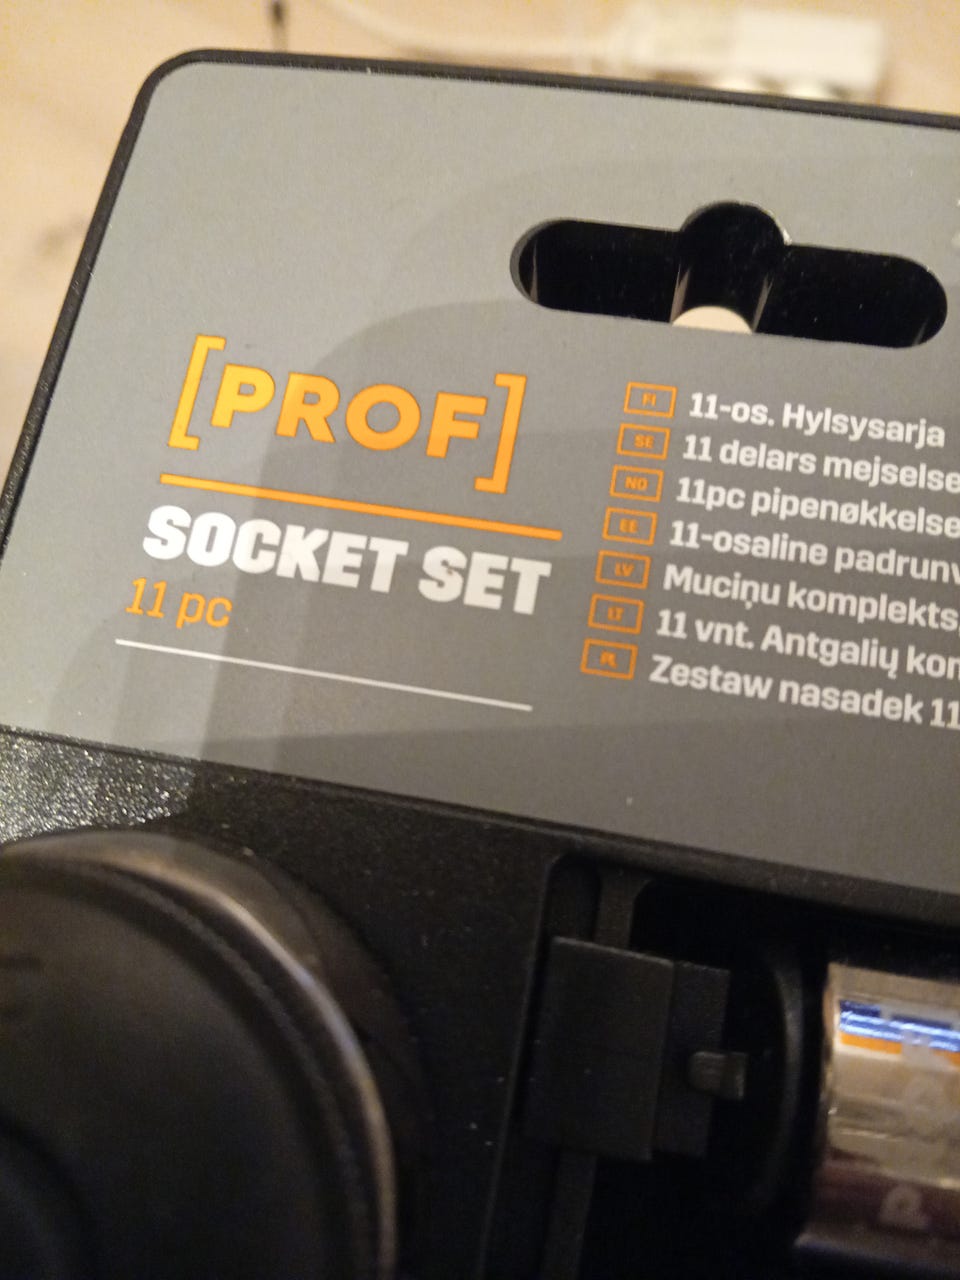 [PROF]
SOCKET SET
11 pc
FI 11-os. Hylsysarja
SE 11 delars mejselse
NO 11pc pipenøkkelse
EE 11-osaline padrunv
LV Muciņu komplekts,
LT 11 vnt. Antgalių kon
PL Zestaw nasadek 11